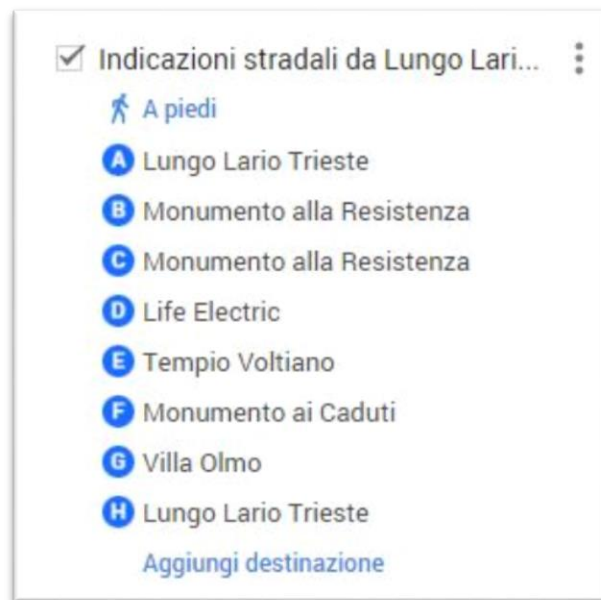 Indicazioni stradali da Lungo Lari...
A piedi
A Lungo Lario Trieste
B Monumento alla Resistenza
C Monumento alla Resistenza
D Life Electric
E Tempio Voltiano
F Monumento ai Caduti
G Villa Olmo
H Lungo Lario Trieste
Aggiungi destinazione